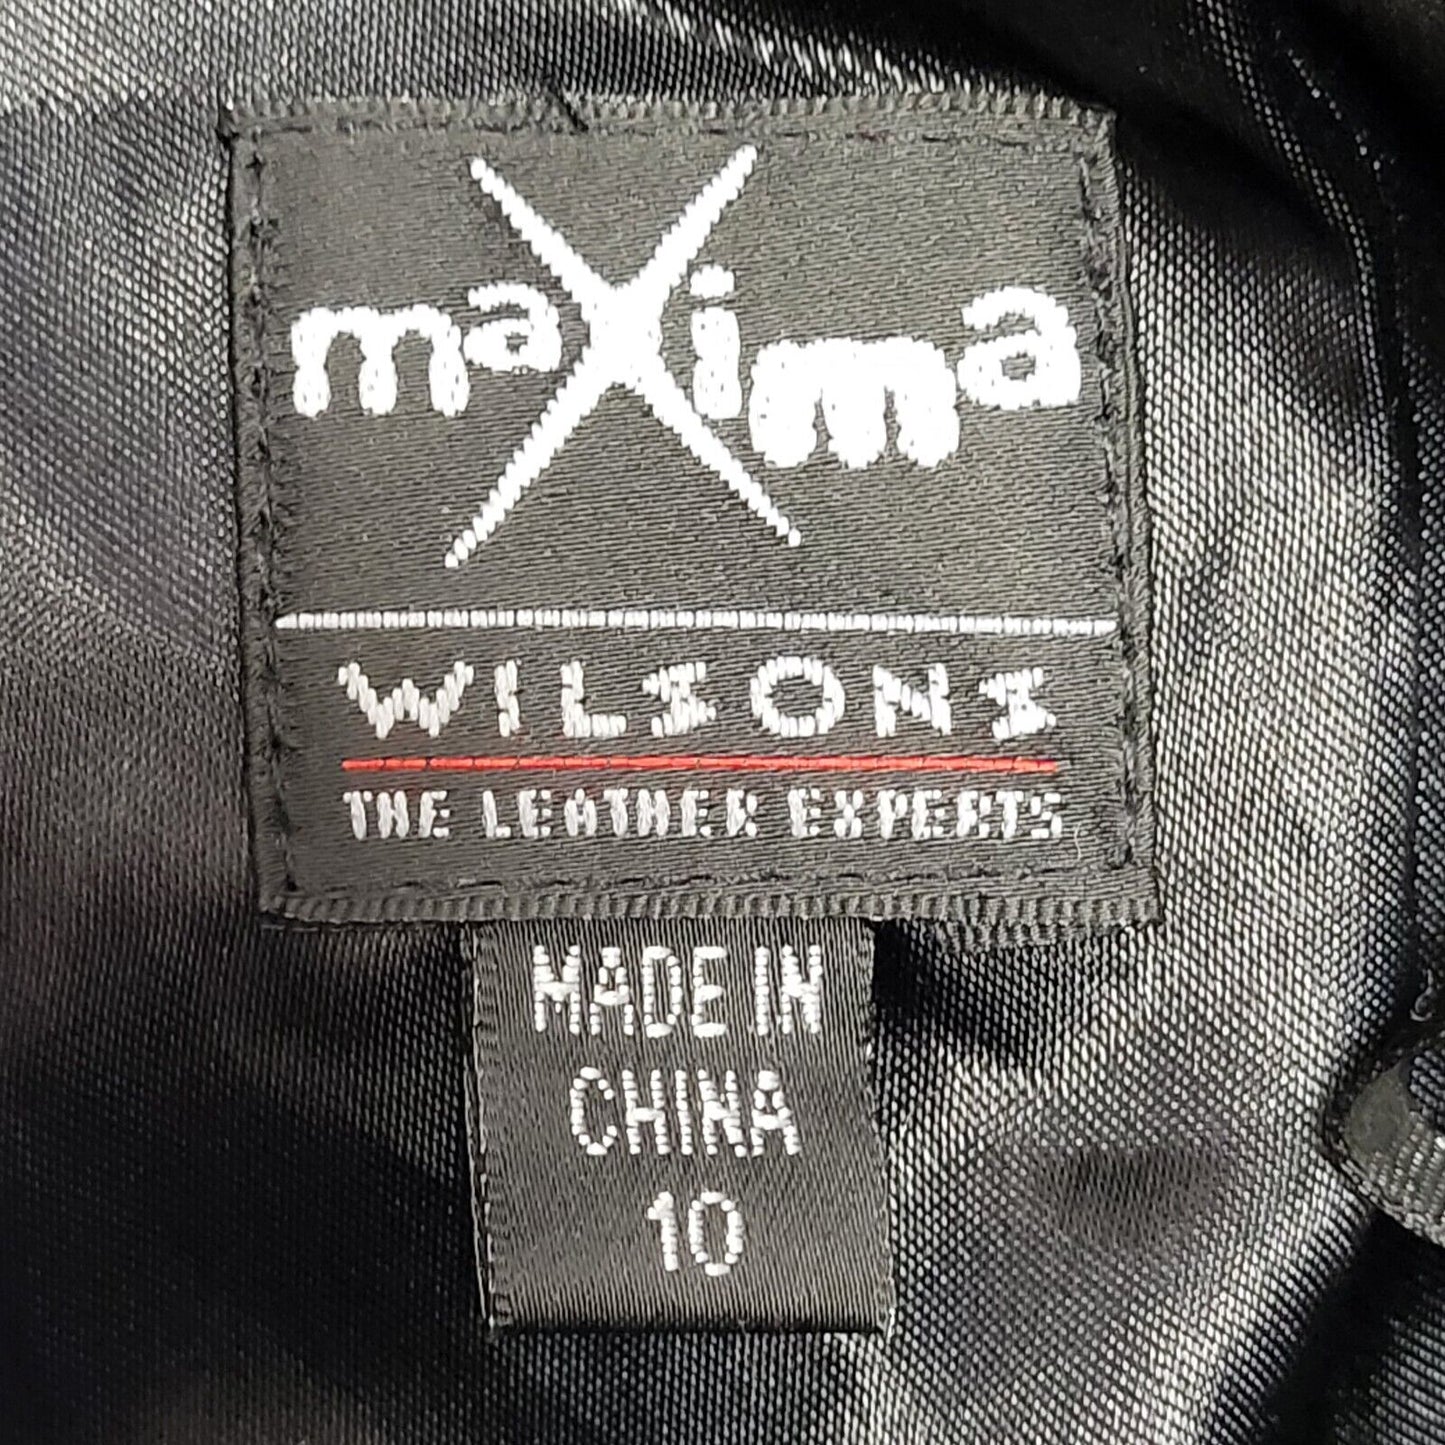 maXima
WILSONS
THE LEATHER EXPERTS
MADE IN
CHINA
10